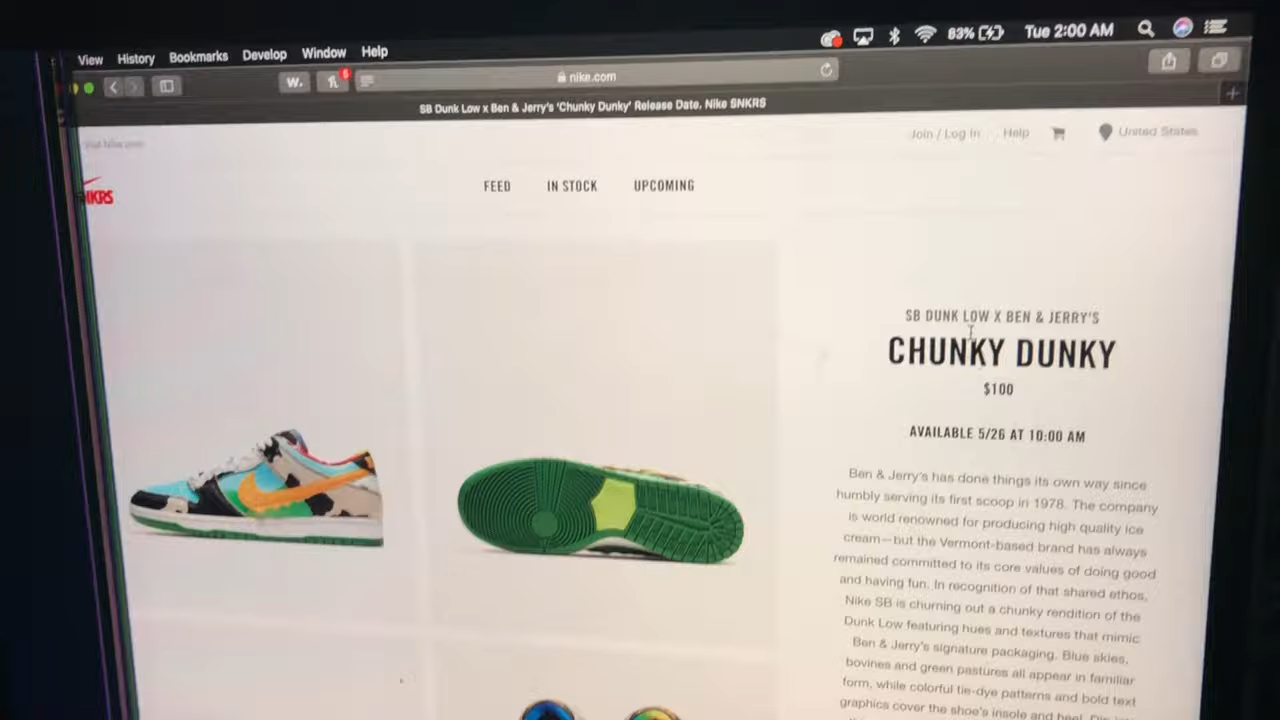 View History Bookmarks Develop Window Help
83% Tue 2:00 AM
W.
6
nike.com
SB Dunk Low x Ben & Jerry's 'Chunky Dunky' Release Date. Nike SNKRS
Visit Nike.com
Join / Log In Help United States
NKRS
FEED IN STOCK UPCOMING
SB DUNK LOW X BEN & JERRY'S
CHUNKY DUNKY
$100
AVAILABLE 5/26 AT 10:00 AM
Ben & Jerry's has done things its own way since
humbly serving its first scoop in 1978. The company
is world renowned for producing high quality ice
cream—but the Vermont-based brand has always
remained committed to its core values of doing good
and having fun. In recognition of that shared ethos,
Nike SB is churning out a chunky rendition of the
Dunk Low featuring hues and textures that mimic
Ben & Jerry's signature packaging. Blue skies,
bovines and green pastures all appear in familiar
form, while colorful tie-dye patterns and bold text
graphics cover the shoe's insole and heel.